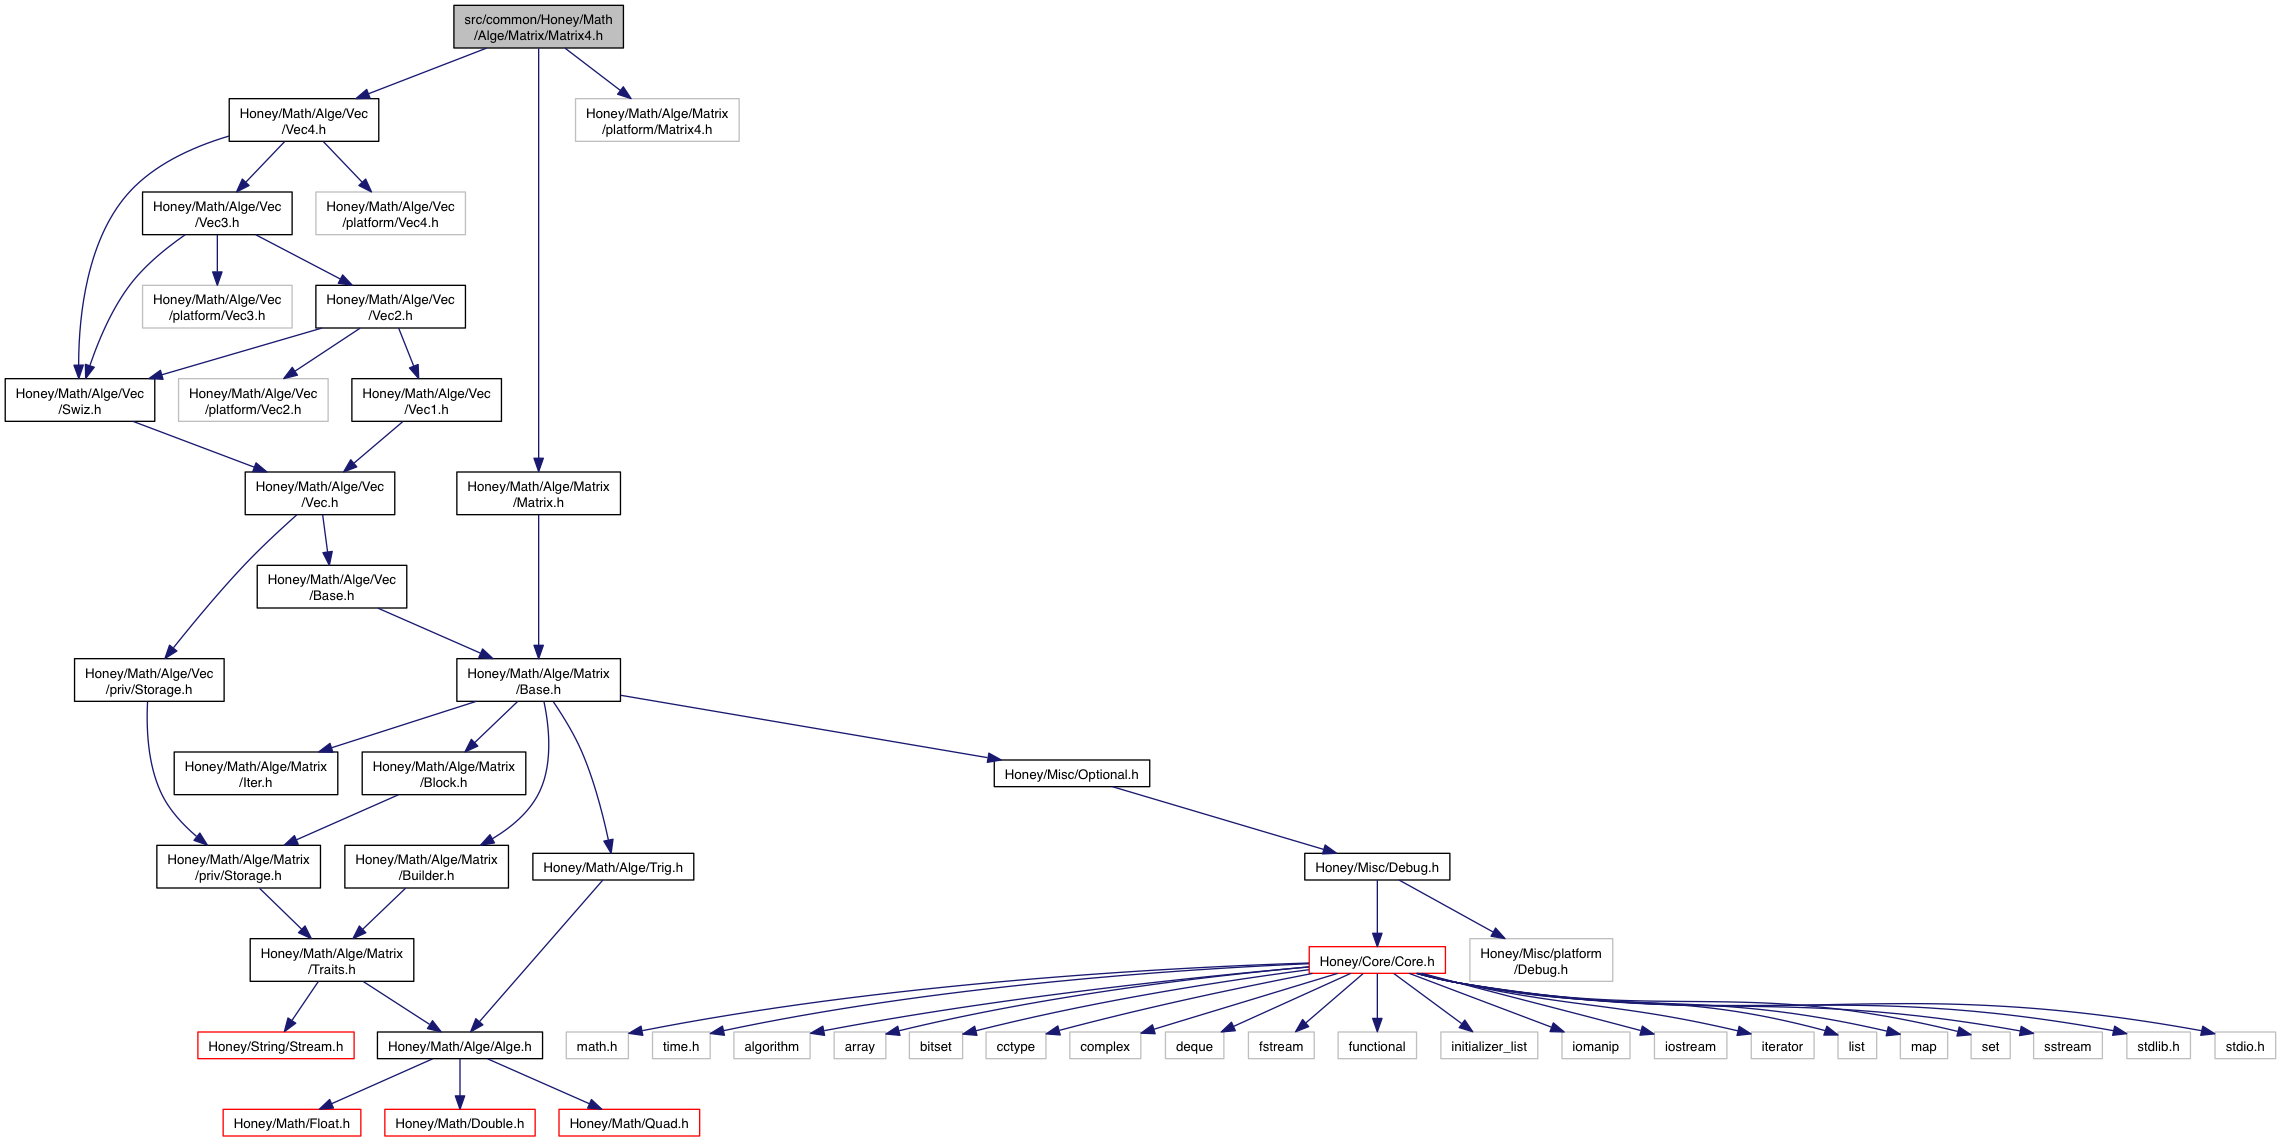 src/common/Honey/Math
/Alge/Matrix/Matrix4.h
Honey/Math/Alge/Vec
/Vec4.h
Honey/Math/Alge/Matrix
/platform/Matrix4.h
Honey/Math/Alge/Vec
/Vec3.h
Honey/Math/Alge/Vec
/platform/Vec4.h
Honey/Math/Alge/Vec
/platform/Vec3.h
Honey/Math/Alge/Vec
/Vec2.h
Honey/Math/Alge/Vec
/Swiz.h
Honey/Math/Alge/Vec
/platform/Vec2.h
Honey/Math/Alge/Vec
/Vec1.h
Honey/Math/Alge/Vec
/Vec.h
Honey/Math/Alge/Matrix
/Matrix.h
Honey/Math/Alge/Vec
/Base.h
Honey/Math/Alge/Vec
/priv/Storage.h
Honey/Math/Alge/Matrix
/Base.h
Honey/Math/Alge/Matrix
/Iter.h
Honey/Math/Alge/Matrix
/Block.h
Honey/Misc/Optional.h
Honey/Math/Alge/Matrix
/priv/Storage.h
Honey/Math/Alge/Matrix
/Builder.h
Honey/Math/Alge/Trig.h
Honey/Misc/Debug.h
Honey/Math/Alge/Matrix
/Traits.h
Honey/Core/Core.h
Honey/Misc/platform
/Debug.h
Honey/String/Stream.h
Honey/Math/Alge/Alge.h
math.h
time.h
algorithm
array
bitset
cctype
complex
deque
fstream
functional
initializer_list
iomanip
iostream
iterator
list
map
set
sstream
stdlib.h
stdio.h
Honey/Math/Float.h
Honey/Math/Double.h
Honey/Math/Quad.h